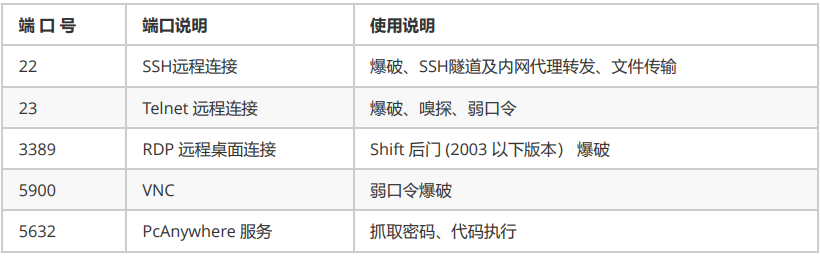 端 口 号 端口说明 使用说明
22 SSH远程连接 爆破、SSH隧道及内网代理转发、文件传输
23 Telnet 远程连接 爆破、嗅探、弱口令
3389 RDP 远程桌面连接 Shift 后门 (2003 以下版本） 爆破
5900 VNC 弱口令爆破
5632 PcAnywhere 服务 抓取密码、代码执行